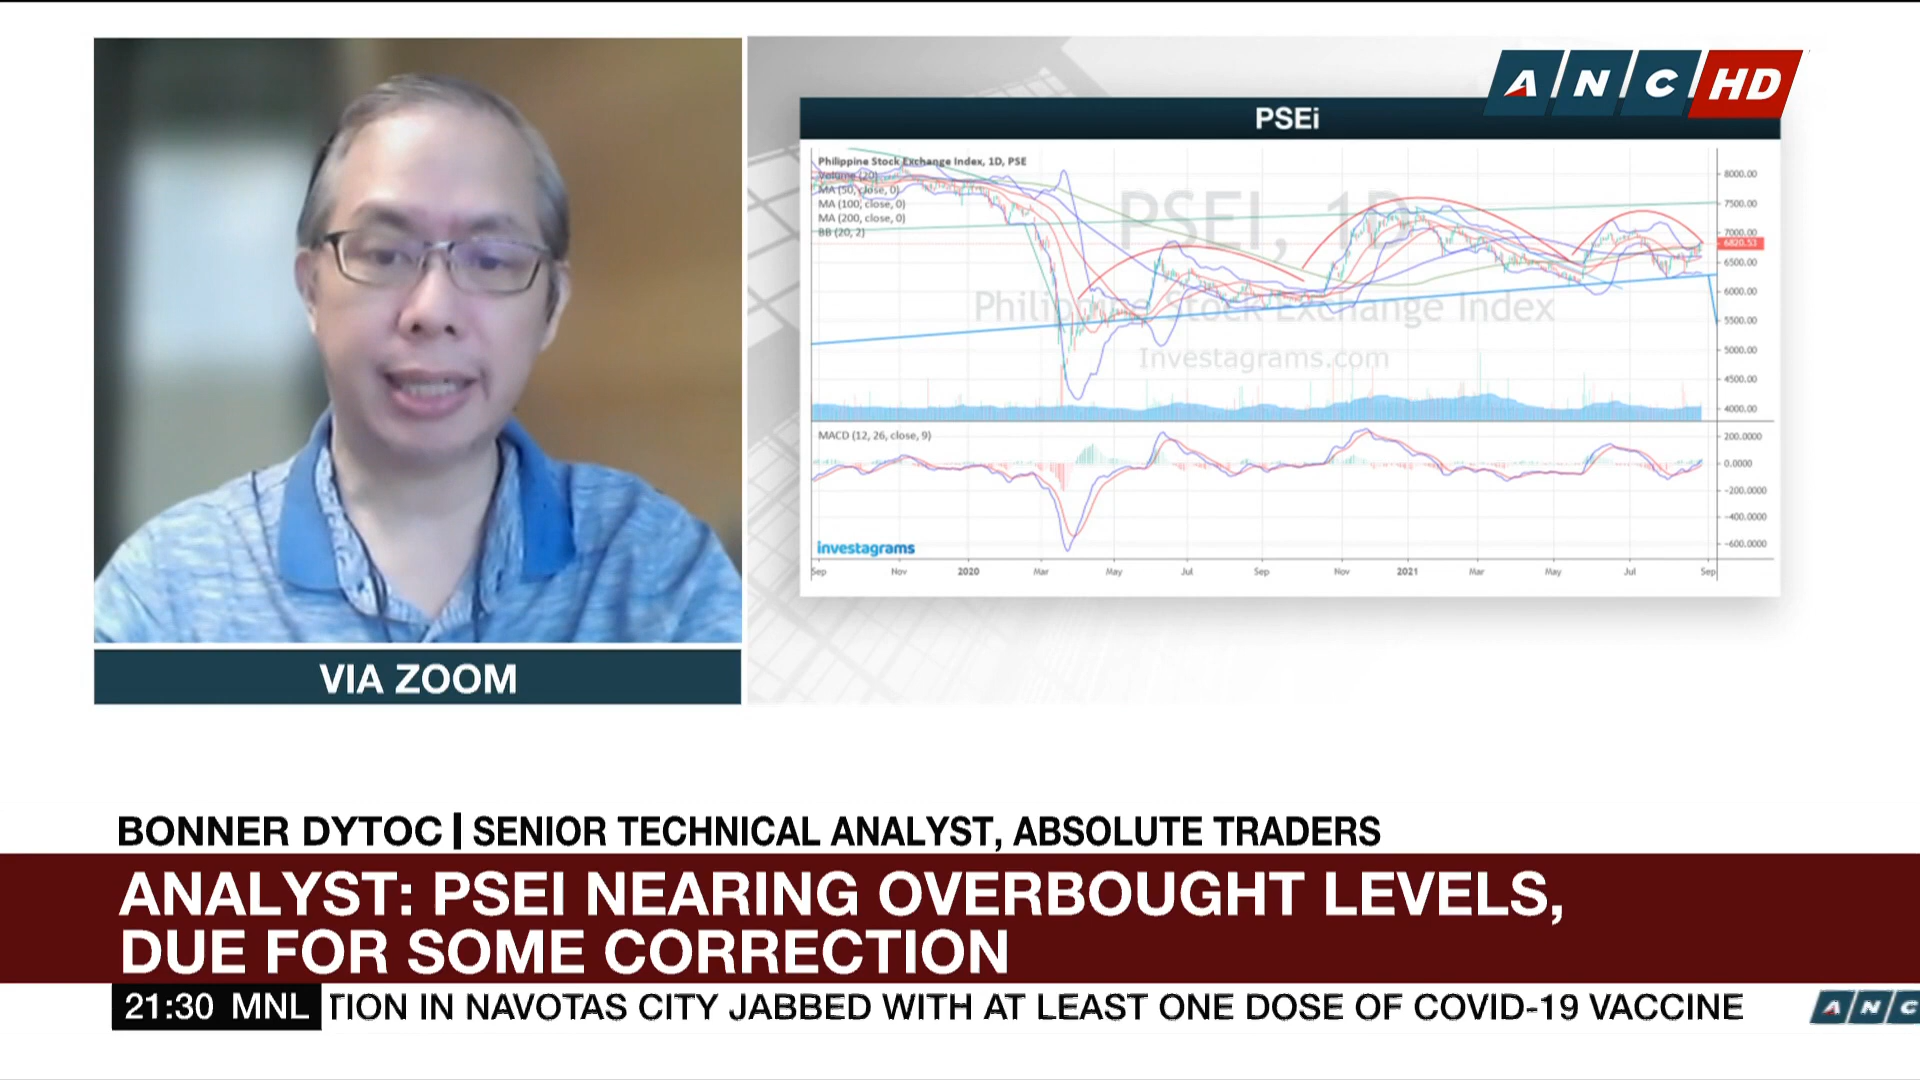 ANC HD
PSEi
Philippine Stock Exchange Index, 1D, PSE
Volume (20)
MA (50, close, 0)
MA (100, close, 0)
MA (200, close, 0)
BB (20, 2)
PSEI, 1D
Philippine Stock Exchange Index
Investagrams.com
8000.00
7500.00
7000.00
6820.53
6500.00
6000.00
5500.00
5000.00
4500.00
4000.00
MACD (12, 26, close, 9)
200.0000
0.0000
-200.0000
-400.0000
-600.0000
investagrams
Sep Nov 2020 Mar May Jul Sep Nov 2021 Mar May Jul Sep
VIA ZOOM
BONNER DYTOC | SENIOR TECHNICAL ANALYST, ABSOLUTE TRADERS
ANALYST: PSEI NEARING OVERBOUGHT LEVELS,
DUE FOR SOME CORRECTION
21:30 MNL TION IN NAVOTAS CITY JABBED WITH AT LEAST ONE DOSE OF COVID-19 VACCINE ANC